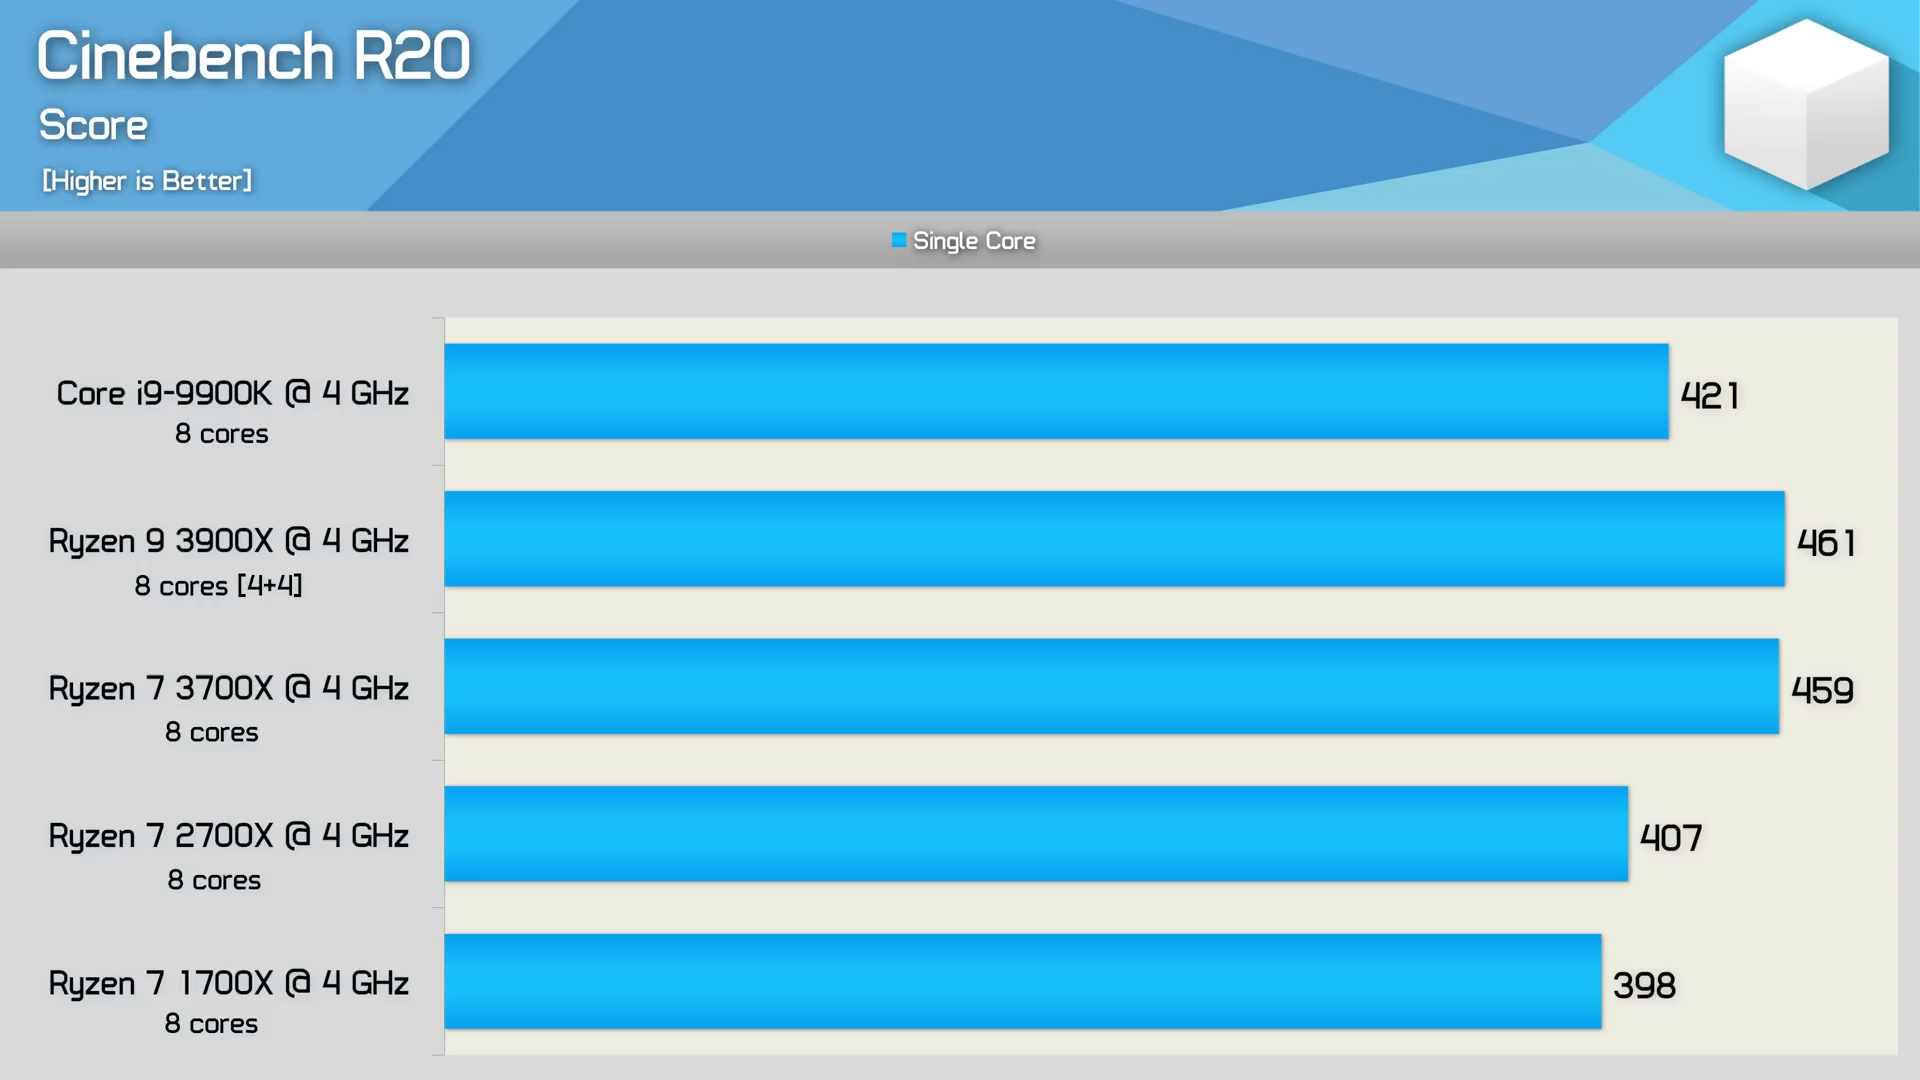 Cinebench R20
Score
[Higher is Better]
Single Core
Core i9-9900K @ 4 GHz
8 cores
421
Ryzen 9 3900X @ 4 GHz
8 cores [4+4]
461
Ryzen 7 3700X @ 4 GHz
8 cores
459
Ryzen 7 2700X @ 4 GHz
8 cores
407
Ryzen 7 1700X @ 4 GHz
8 cores
398